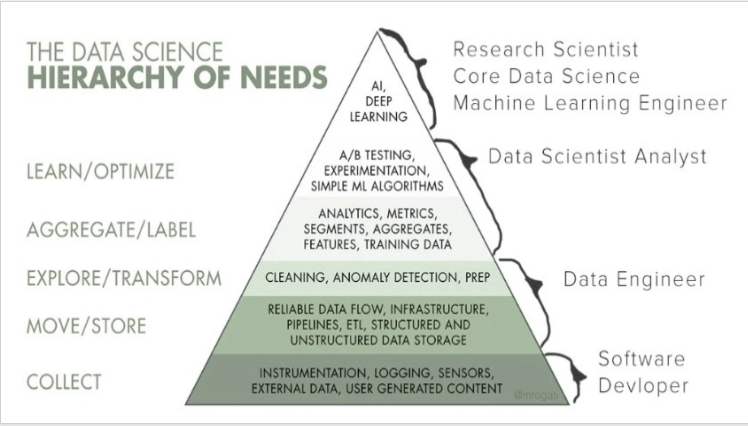 THE DATA SCIENCE
HIERARCHY OF NEEDS
LEARN/OPTIMIZE
AGGREGATE/LABEL
EXPLORE/TRANSFORM
MOVE/STORE
COLLECT
AI,
DEEP
LEARNING
A/B TESTING,
EXPERIMENTATION,
SIMPLE ML ALGORITHMS
ANALYTICS, METRICS,
SEGMENTS, AGGREGATES,
FEATURES, TRAINING DATA
CLEANING, ANOMALY DETECTION, PREP
RELIABLE DATA FLOW, INFRASTRUCTURE,
PIPELINES, ETL, STRUCTURED AND
UNSTRUCTURED DATA STORAGE
INSTRUMENTATION, LOGGING, SENSORS,
EXTERNAL DATA, USER GENERATED CONTENT
Research Scientist
Core Data Science
Machine Learning Engineer
Data Scientist Analyst
Data Engineer
Software
Devloper